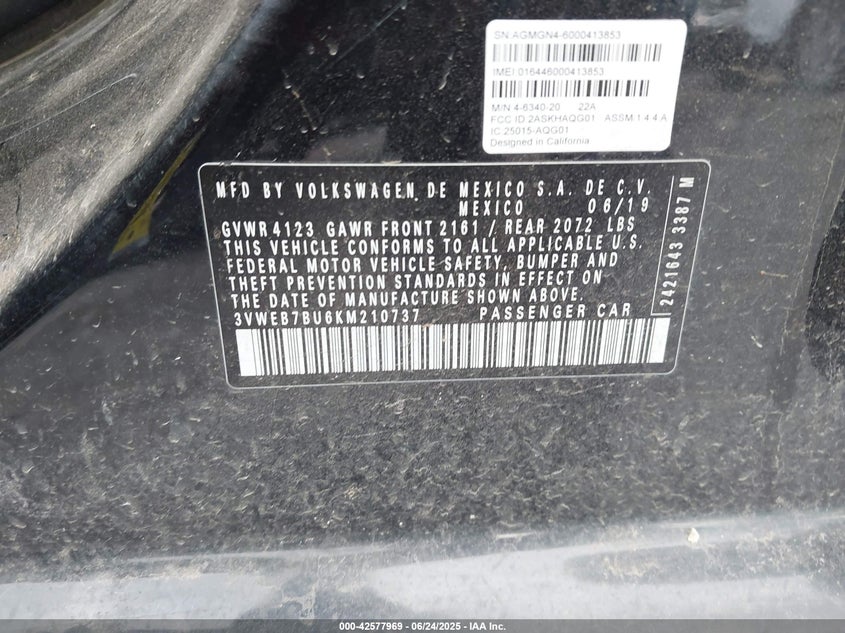 SN:AGMGN4-6000413853
IMEI 016446000413853
M/N 4-6340-20 22A
FCC ID 2ASKHAQG01 ASSM 1.4.4.A
IC 25015-AQG01
Designed in California
MFD BY VOLKSWAGEN DE MEXICO S.A. DE C.V.
MEXICO 06/19
GVWR 4123 GAWR FRONT 2161 / REAR 2072 LBS
THIS VEHICLE CONFORMS TO ALL APPLICABLE U.S.
FEDERAL MOTOR VEHICLE SAFETY, BUMPER AND
THEFT PREVENTION STANDARDS IN EFFECT ON
THE DATE OF MANUFACTURE SHOWN ABOVE.
3VWEB7BU6KM210737 PASSENGER CAR
2421643 3387 M
000-42577969 - 06/24/2025 - IAA Inc.